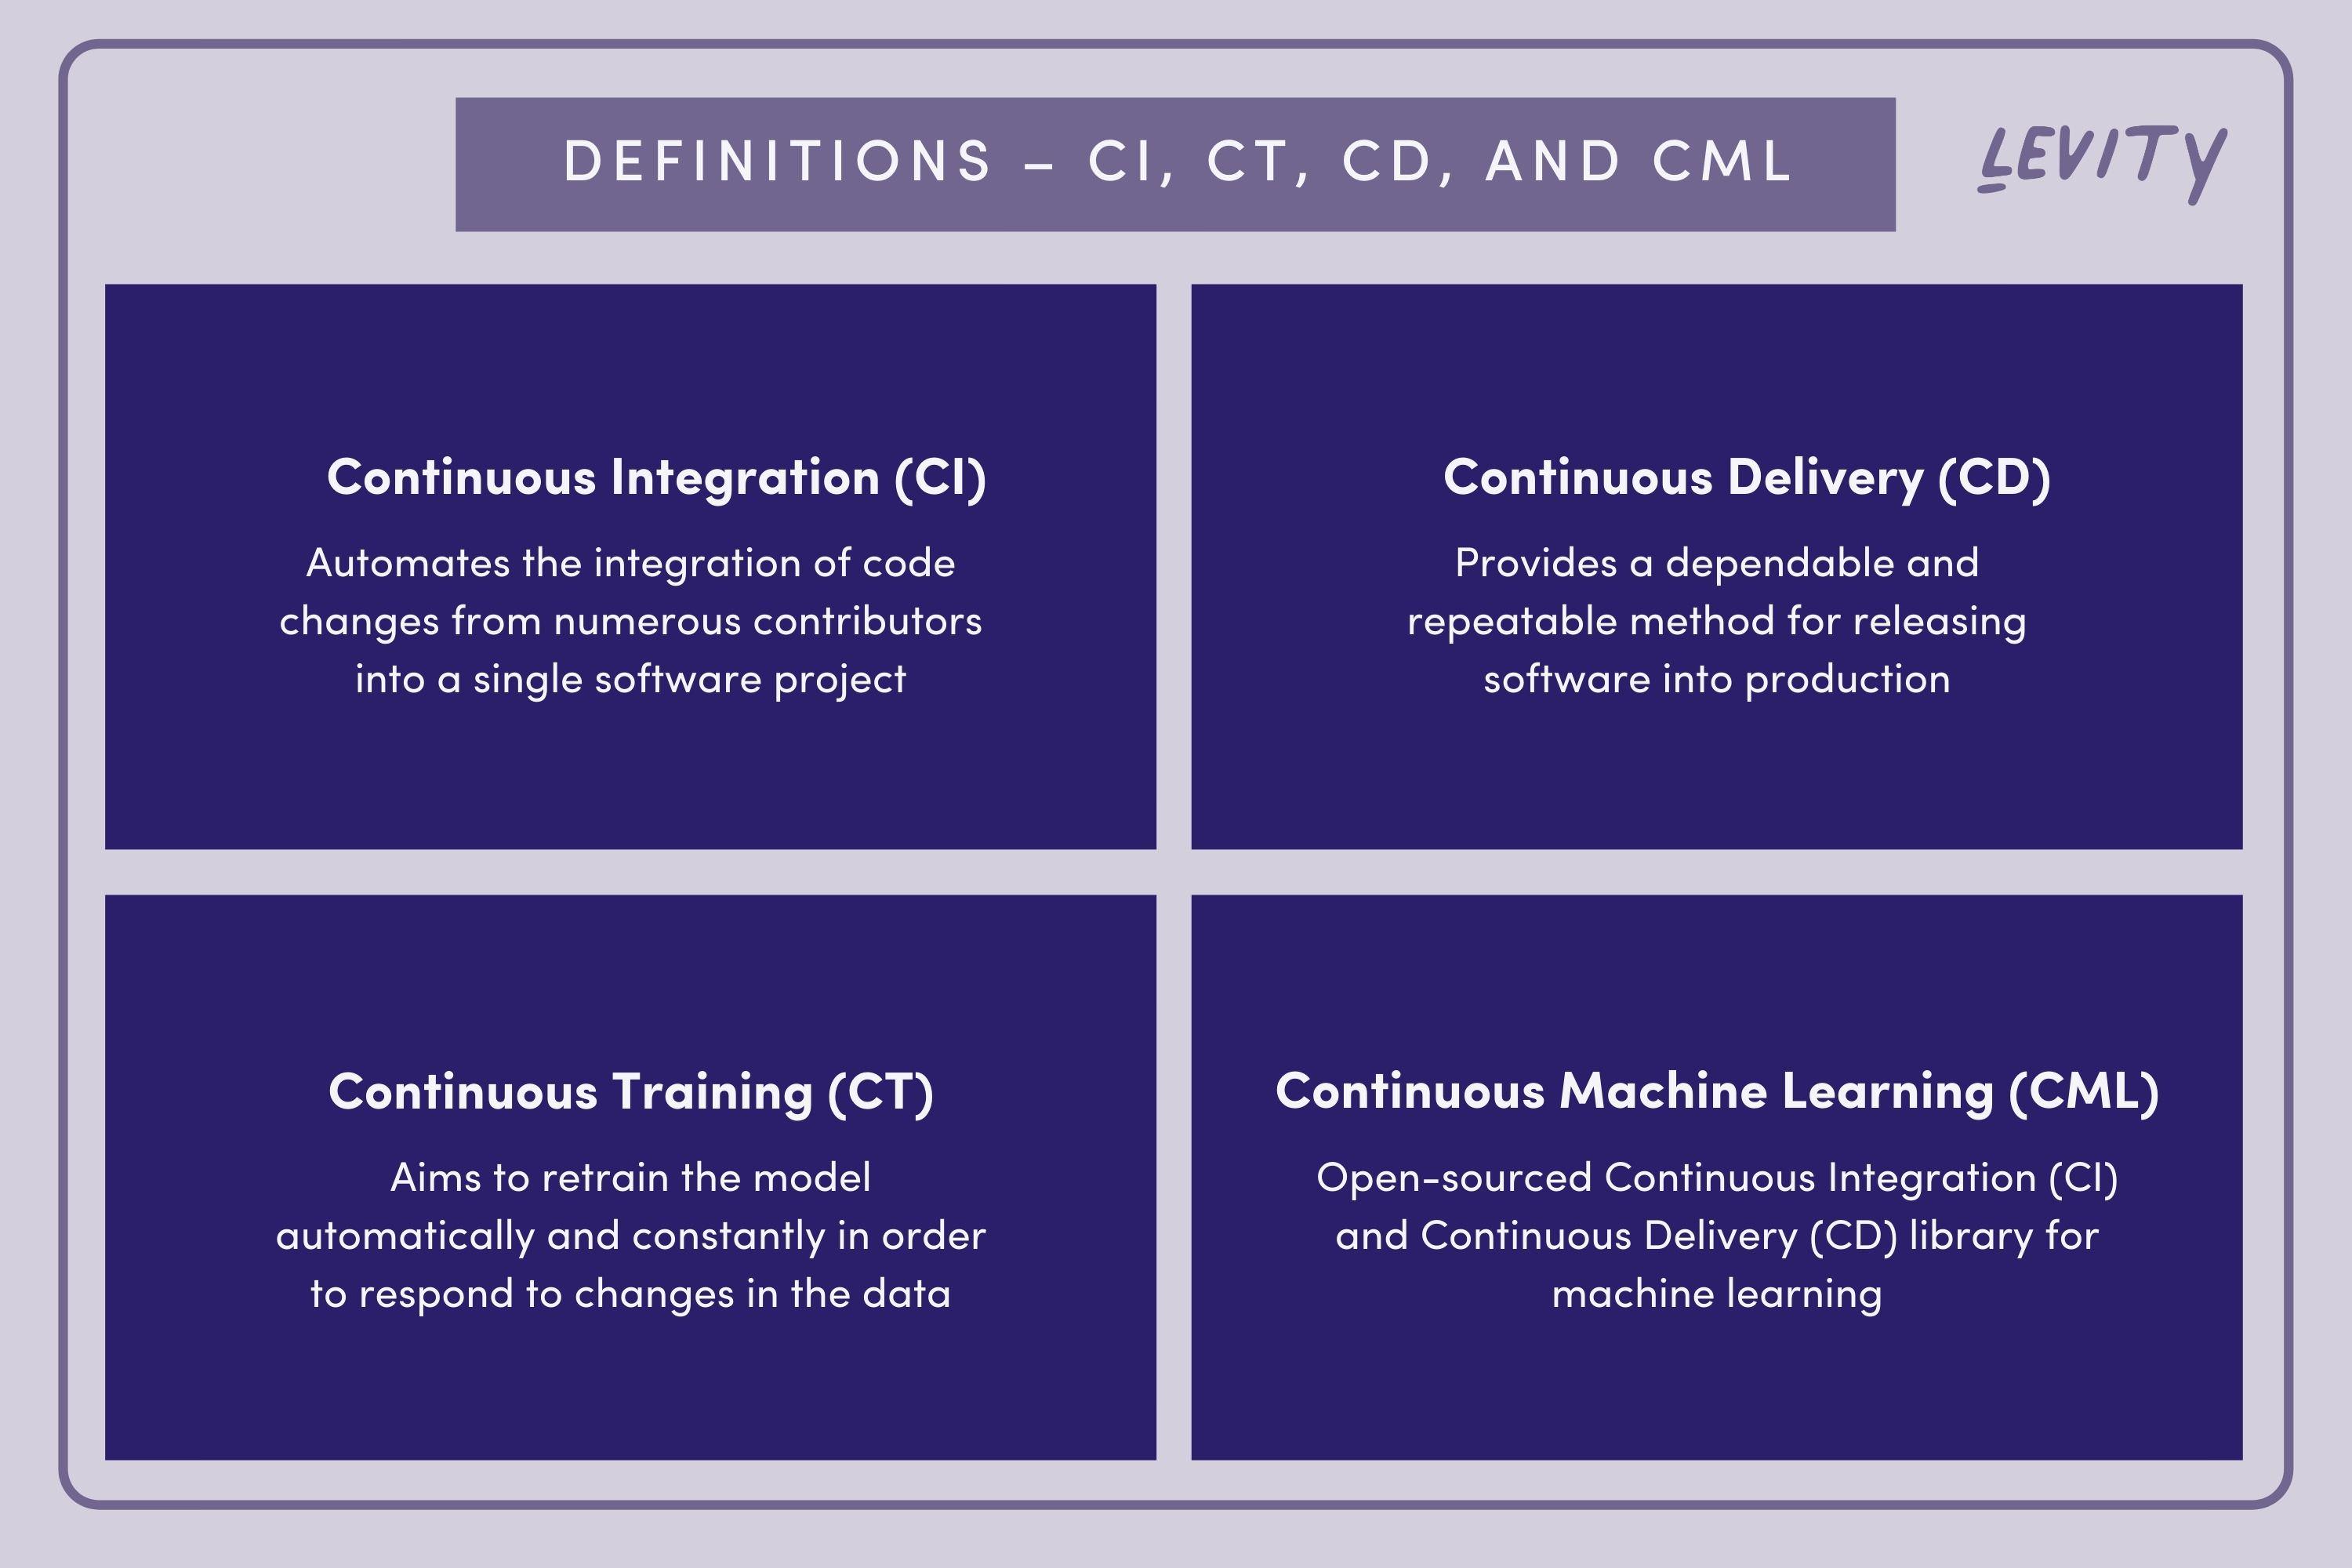 DEFINITIONS – CI, CT, CD, AND CML
LEVITY
Continuous Integration (CI)
Automates the integration of code
changes from numerous contributors
into a single software project
Continuous Delivery (CD)
Provides a dependable and
repeatable method for releasing
software into production
Continuous Training (CT)
Aims to retrain the model
automatically and constantly in order
to respond to changes in the data
Continuous Machine Learning (CML)
Open-sourced Continuous Integration (CI)
and Continuous Delivery (CD) library for
machine learning